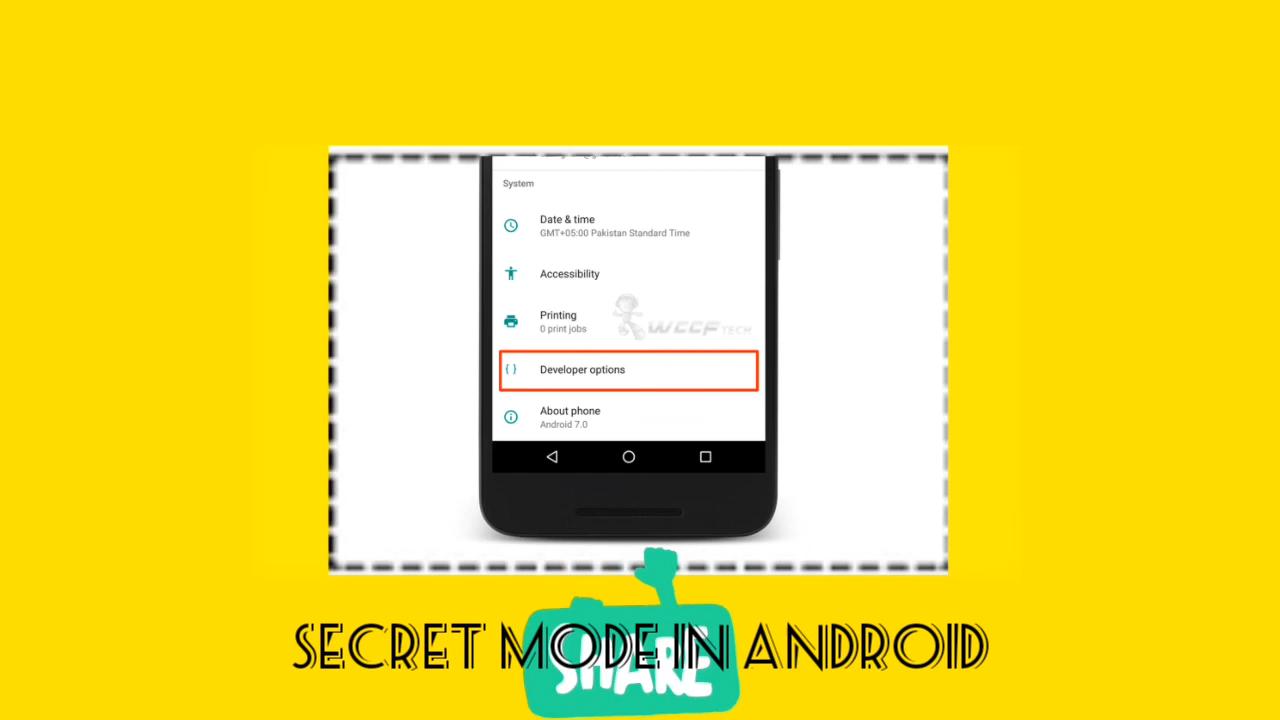 System
Date & time
GMT+05:00 Pakistan Standard Time
Accessibility
Printing
0 print jobs
WCCF TECH
{ } Developer options
About phone
Android 7.0
SECRET MODE IN ANDROID
SHARE